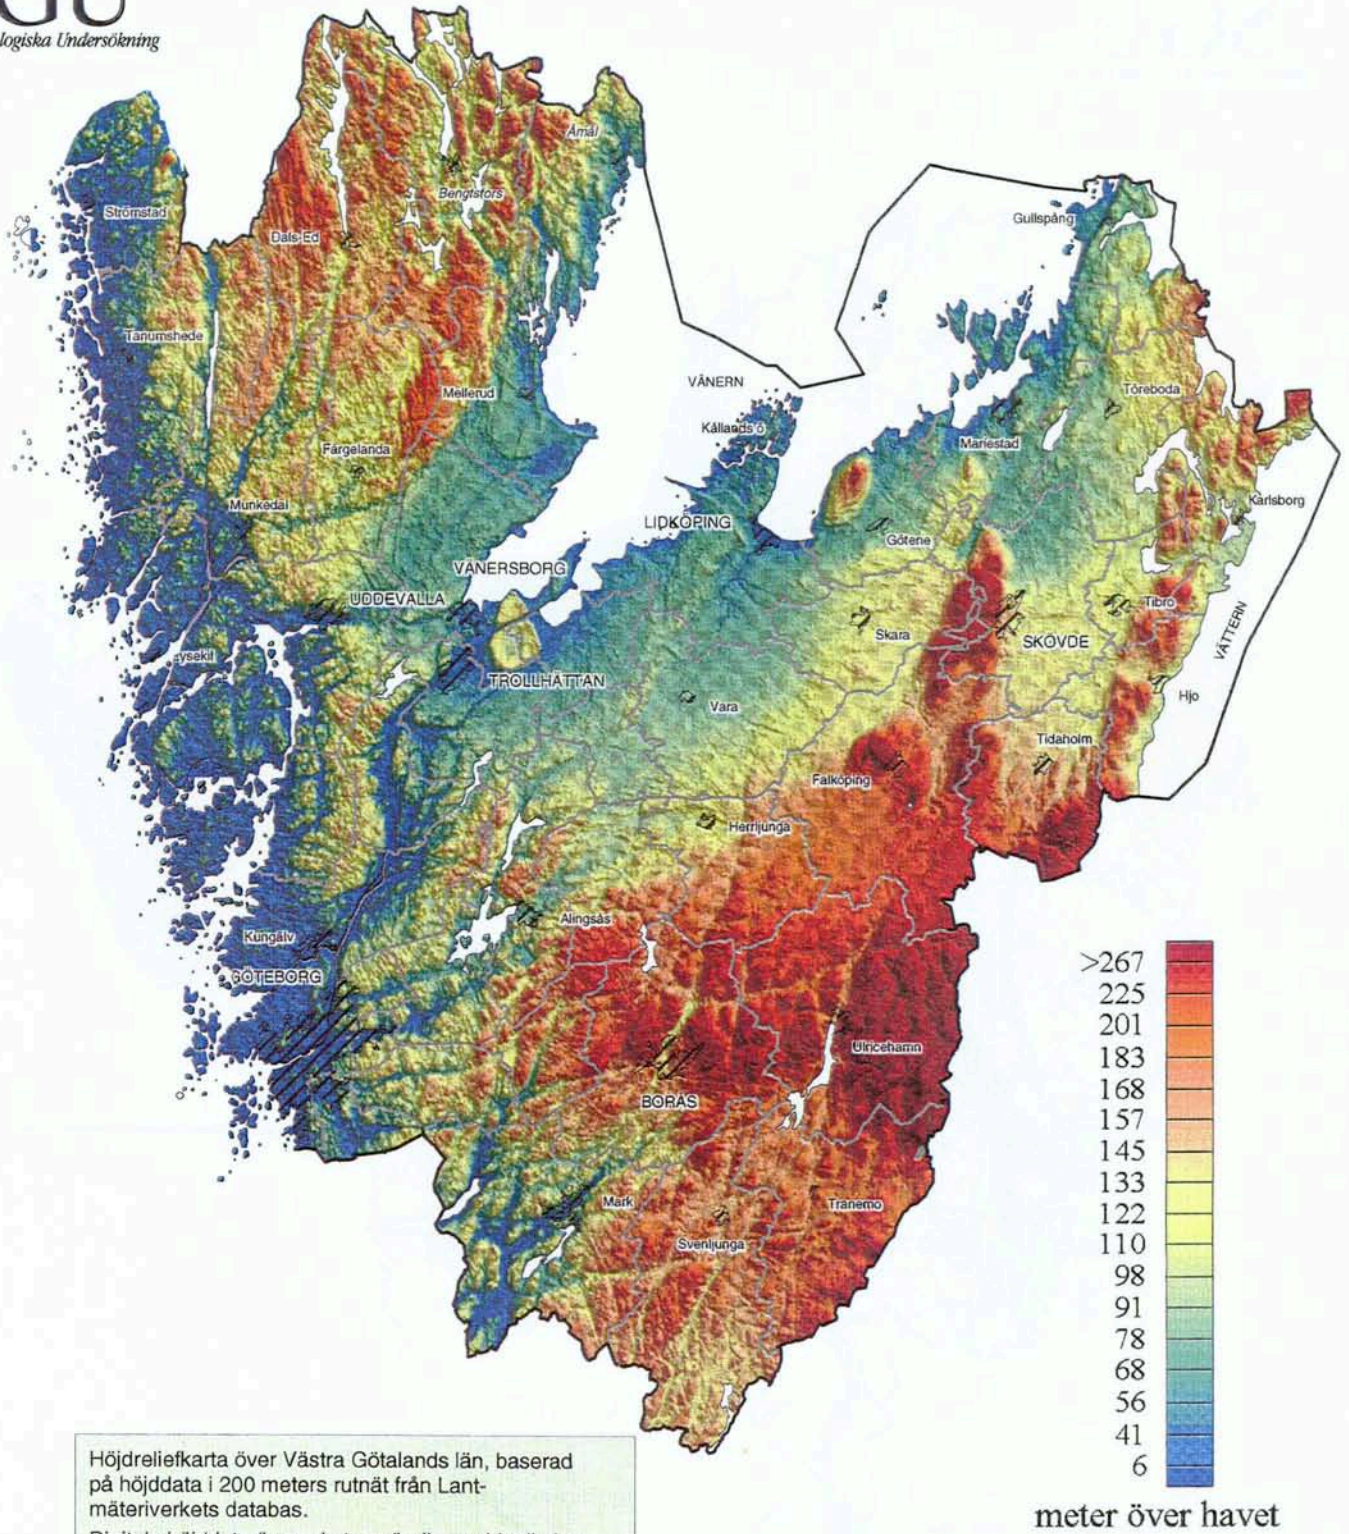 GU
logiska Undersökning
Åmål
Bengtsfors
Strömstad
Gullspång
Dals-Ed
Tanumshede
VÄNERN
Töreboda
Mellerud
Kållands ö
Mariestad
Färgelanda
Karlsborg
Munkedal
LIDKÖPING
Götene
VÄNERSBORG
UDDEVALLA
Tibro
Skara
SKÖVDE
VÄTTERN
ysekil
TROLLHÄTTAN
Hjo
Vara
Tidaholm
Falköping
Herrljunga
Alingsås
Kungälv
GÖTEBORG
Ulricehamn
BORÅS
Mark
Tranemo
Svenljunga
>267
225
201
183
168
157
145
133
122
110
98
91
78
68
56
41
6
meter över havet
Höjdreliefkarta över Västra Götalands län, baserad
på höjddata i 200 meters rutnät från Lant-
mäteriverkets databas.